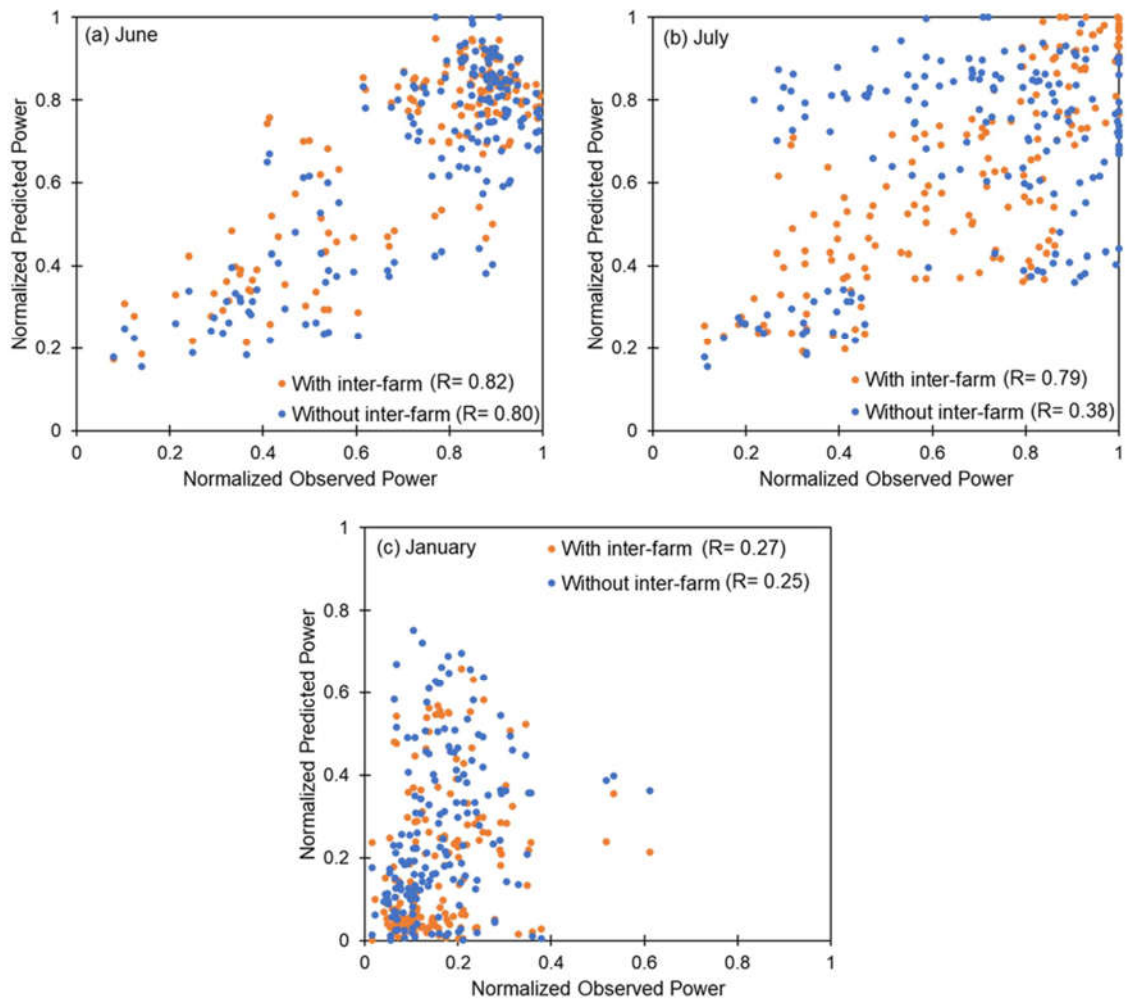 (a) June
Normalized Predicted Power
1
0.8
0.6
0.4
0.2
0
With inter-farm (R= 0.82)
Without inter-farm (R= 0.80)
0 0.2 0.4 0.6 0.8 1
Normalized Observed Power
(b) July
Normalized Predicted Power
1
0.8
0.6
0.4
0.2
0
With inter-farm (R= 0.79)
Without inter-farm (R= 0.38)
0 0.2 0.4 0.6 0.8 1
Normalized Observed Power
(c) January
Normalized Predicted Power
1
0.8
0.6
0.4
0.2
0
With inter-farm (R= 0.27)
Without inter-farm (R= 0.25)
0 0.2 0.4 0.6 0.8 1
Normalized Observed Power